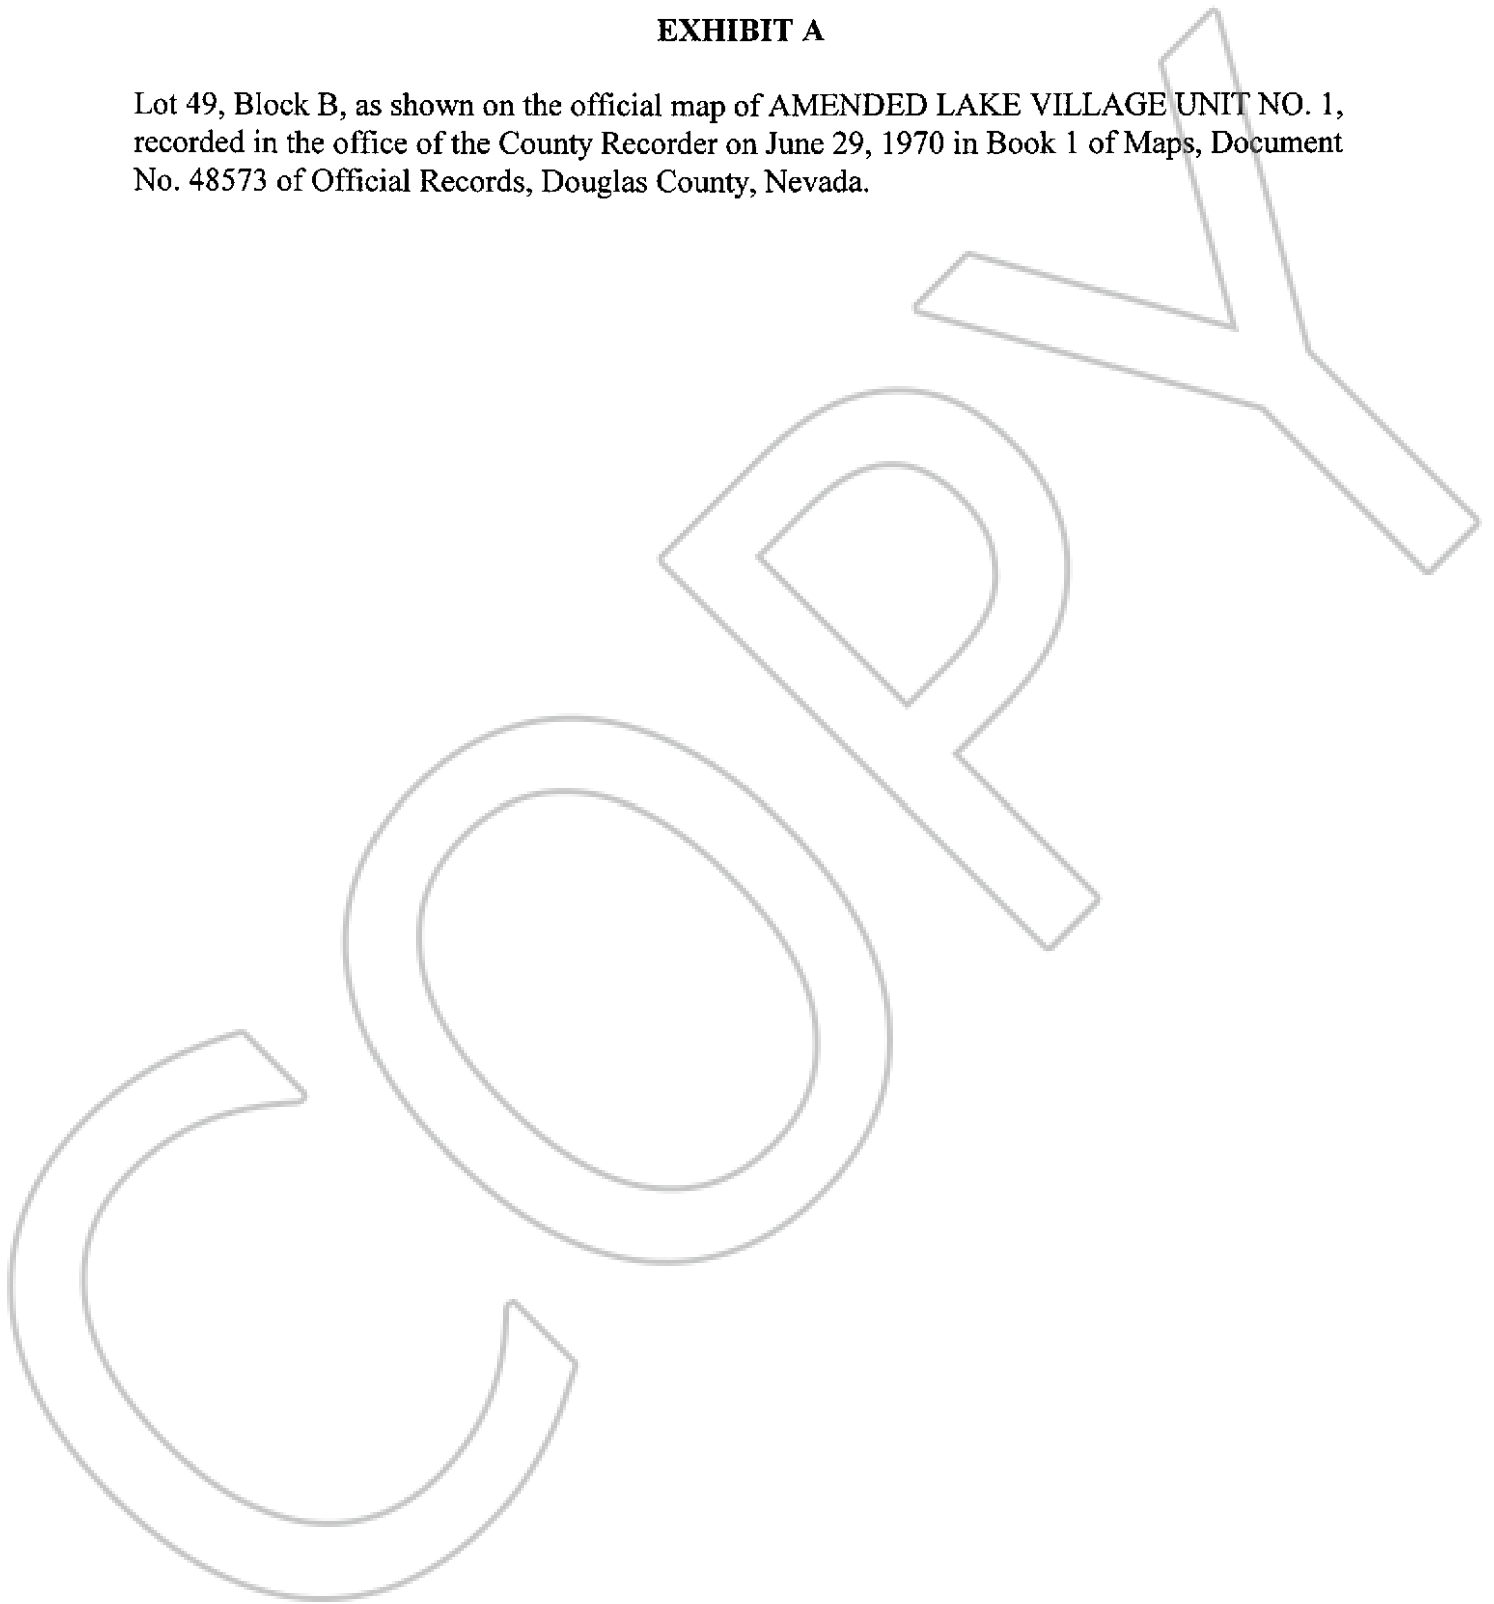 EXHIBIT A
Lot 49, Block B, as shown on the official map of AMENDED LAKE VILLAGE UNIT NO. 1,
recorded in the office of the County Recorder on June 29, 1970 in Book 1 of Maps, Document
No. 48573 of Official Records, Douglas County, Nevada.
COPY